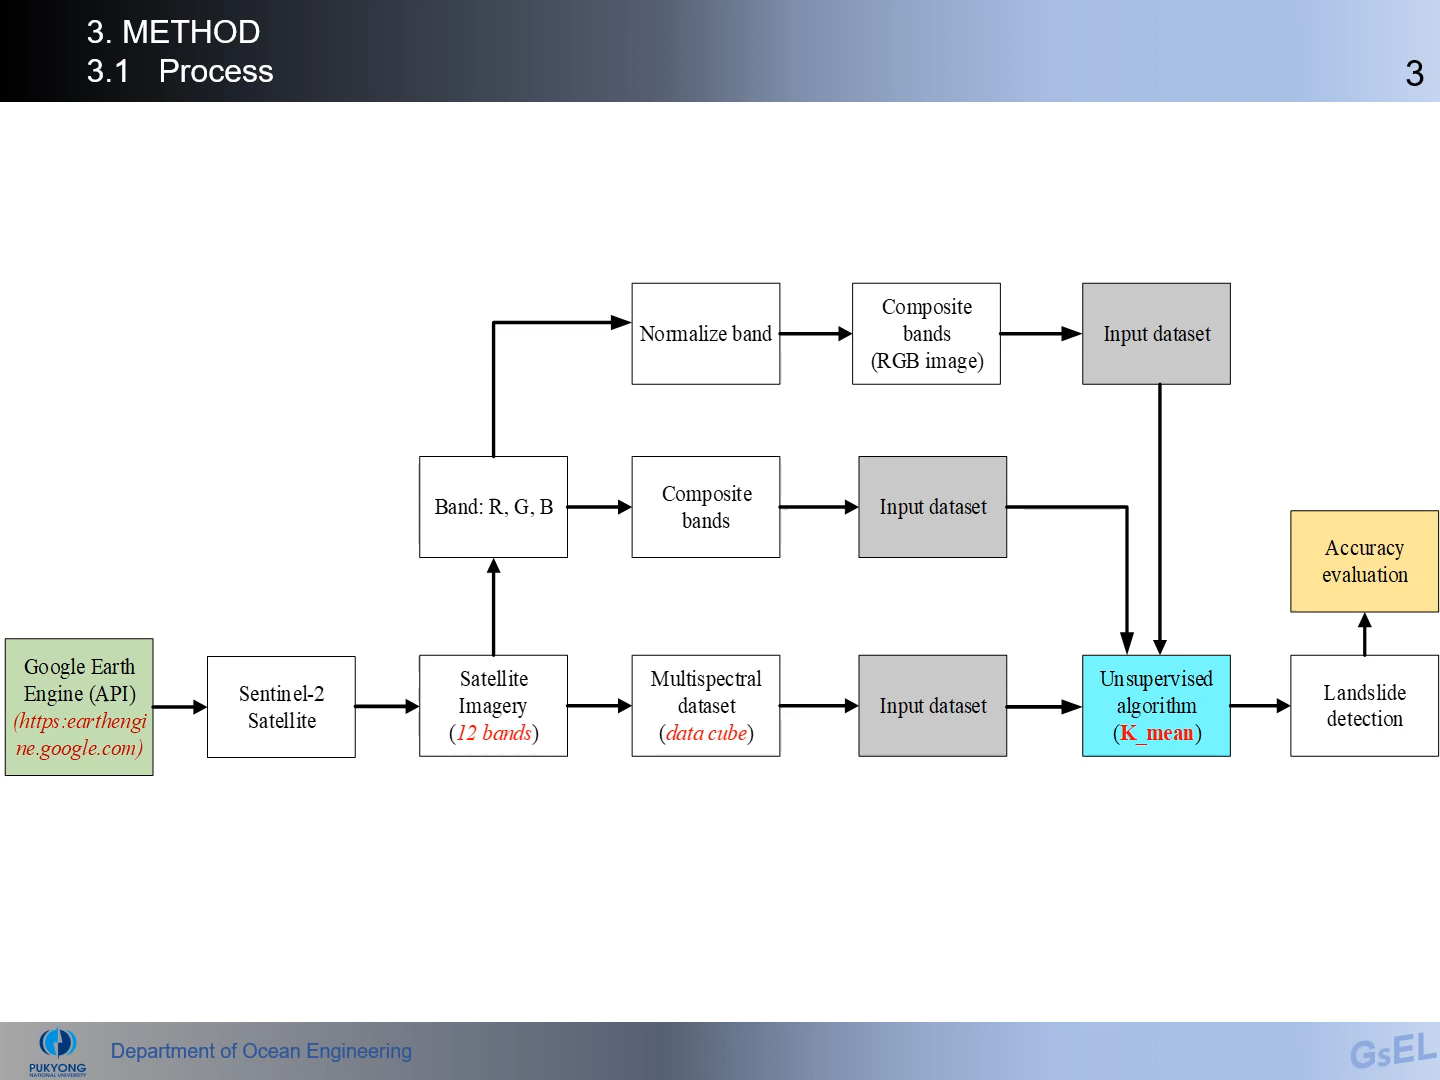 3. METHOD
3.1 Process
3
Normalize band
Composite
bands
(RGB image)
Input dataset
Band: R, G, B
Composite
bands
Input dataset
Accuracy
evaluation
Google Earth
Engine (API)
(https:earthengi
ne.google.com)
Sentinel-2
Satellite
Satellite
Imagery
(12 bands)
Multispectral
dataset
(data cube)
Input dataset
Unsupervised
algorithm
(K_mean)
Landslide
detection
PUKYONG
NATIONAL UNIVERSITY
Department of Ocean Engineering
GsEL